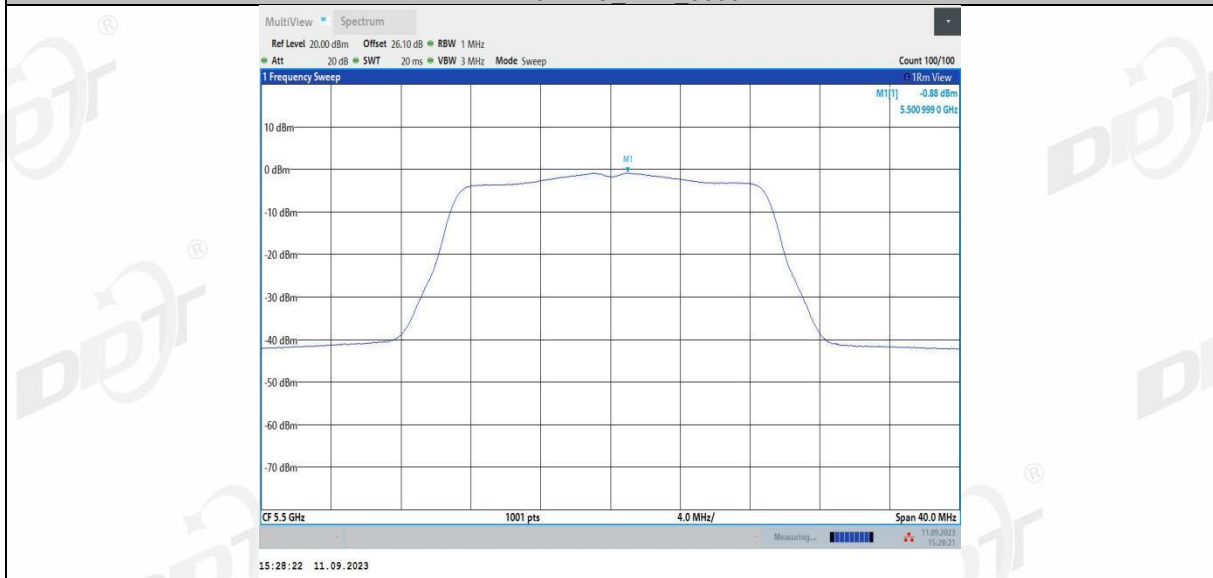 MultiView Spectrum
Ref Level 20.00 dBm Offset 26.10 dB RBW 1 MHz
Att 20 dB SWT 20 ms VBW 3 MHz Mode Sweep Count 100/100
1 Frequency Sweep 1Rm View
M1[1] -0.88 dBm
5.500 999 0 GHz
10 dBm
M1
0 dBm
-10 dBm
-20 dBm
-30 dBm
-40 dBm
-50 dBm
-60 dBm
-70 dBm
CF 5.5 GHz 1001 pts 4.0 MHz/ Span 40.0 MHz
Measuring... 11.09.2023
15:28:21
15:28:22 11.09.2023